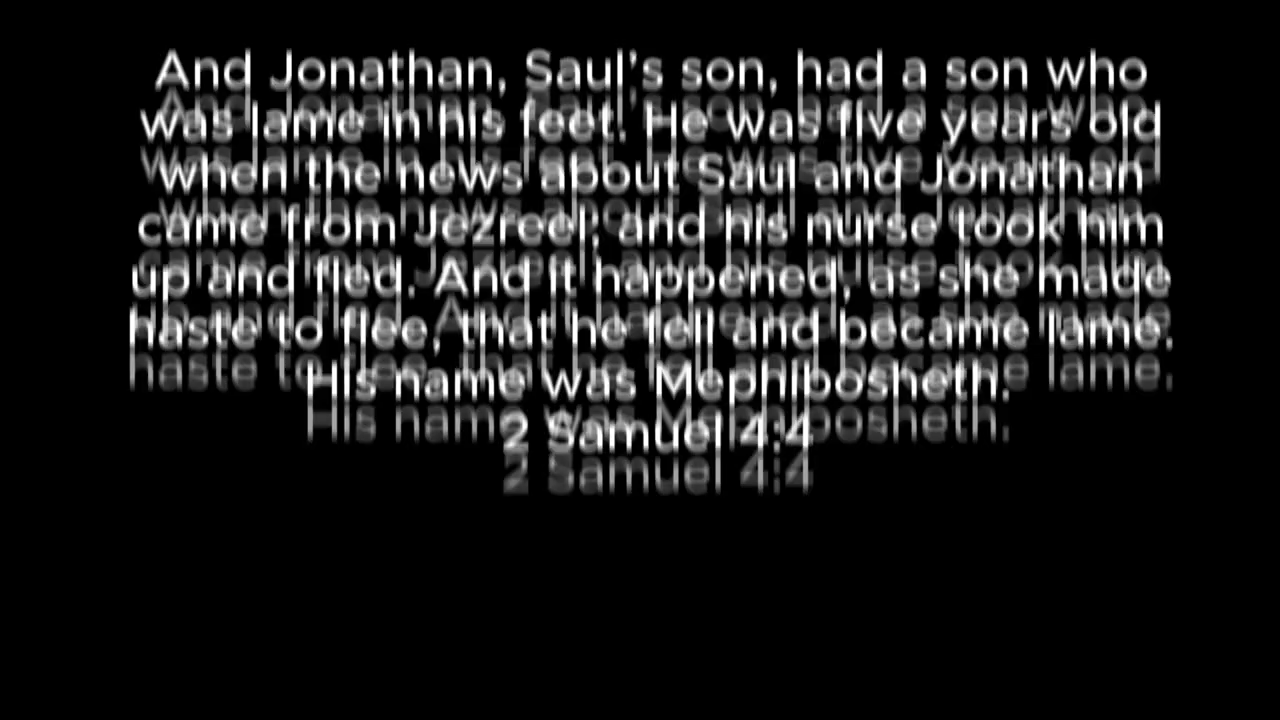 And Jonathan, Saul's son, had a son who
was lame in his feet. He was five years old
when the news about Saul and Jonathan
came from Jezreel; and his nurse took him
up and fled. And it happened, as she made
haste to flee, that he fell and became lame.
His name was Mephibosheth.
2 Samuel 4:4